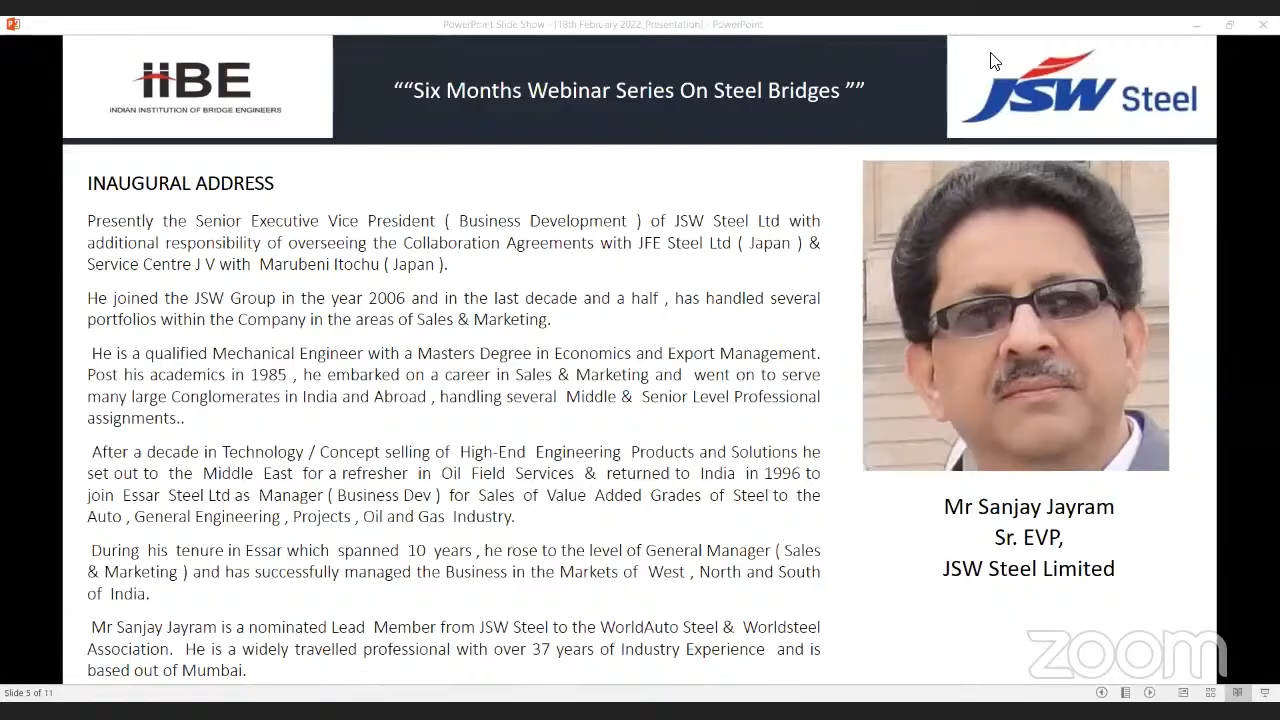 PowerPoint Slide Show - [18th February 2022_Presentation] - PowerPoint
iiBE
INDIAN INSTITUTION OF BRIDGE ENGINEERS
““Six Months Webinar Series On Steel Bridges ””
JSW Steel
INAUGURAL ADDRESS
Presently the Senior Executive Vice President ( Business Development ) of JSW Steel Ltd with
additional responsibility of overseeing the Collaboration Agreements with JFE Steel Ltd ( Japan ) &
Service Centre J V with Marubeni Itochu ( Japan ).
He joined the JSW Group in the year 2006 and in the last decade and a half , has handled several
portfolios within the Company in the areas of Sales & Marketing.
He is a qualified Mechanical Engineer with a Masters Degree in Economics and Export Management.
Post his academics in 1985 , he embarked on a career in Sales & Marketing and went on to serve
many large Conglomerates in India and Abroad , handling several Middle & Senior Level Professional
assignments..
After a decade in Technology / Concept selling of High-End Engineering Products and Solutions he
set out to the Middle East for a refresher in Oil Field Services & returned to India in 1996 to
join Essar Steel Ltd as Manager ( Business Dev ) for Sales of Value Added Grades of Steel to the
Auto , General Engineering , Projects , Oil and Gas Industry.
During his tenure in Essar which spanned 10 years , he rose to the level of General Manager ( Sales
& Marketing ) and has successfully managed the Business in the Markets of West , North and South
of India.
Mr Sanjay Jayram is a nominated Lead Member from JSW Steel to the WorldAuto Steel & Worldsteel
Association. He is a widely travelled professional with over 37 years of Industry Experience and is
based out of Mumbai.
Mr Sanjay Jayram
Sr. EVP,
JSW Steel Limited
zoom
Slide 5 of 11